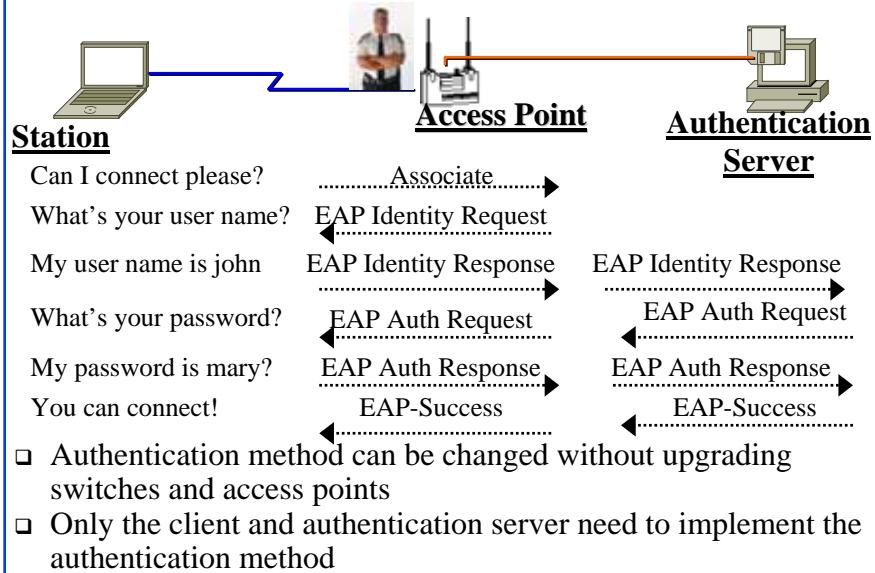 Access Point
Authentication
Server
Station
Can I connect please? Associate
What's your user name? EAP Identity Request
My user name is john EAP Identity Response EAP Identity Response
What's your password? EAP Auth Request EAP Auth Request
My password is mary? EAP Auth Response EAP Auth Response
You can connect! EAP-Success EAP-Success
❑ Authentication method can be changed without upgrading
switches and access points
❑ Only the client and authentication server need to implement the
authentication method